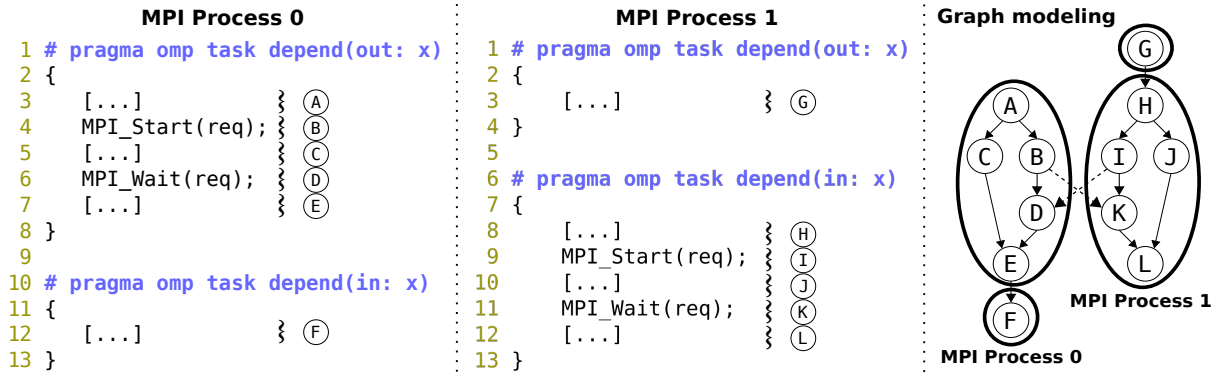 MPI Process 0
1 # pragma omp task depend(out: x)
2 {
3 [...] A
4 MPI_Start(req); B
5 [...] C
6 MPI_Wait(req); D
7 [...] E
8 }
9
10 # pragma omp task depend(in: x)
11 {
12 [...] F
13 }
MPI Process 1
1 # pragma omp task depend(out: x)
2 {
3 [...] G
4 }
5
6 # pragma omp task depend(in: x)
7 {
8 [...] H
9 MPI_Start(req); I
10 [...] J
11 MPI_Wait(req); K
12 [...] L
13 }
Graph modeling
G
A H
C B I J
D K
E L
MPI Process 1
F
MPI Process 0